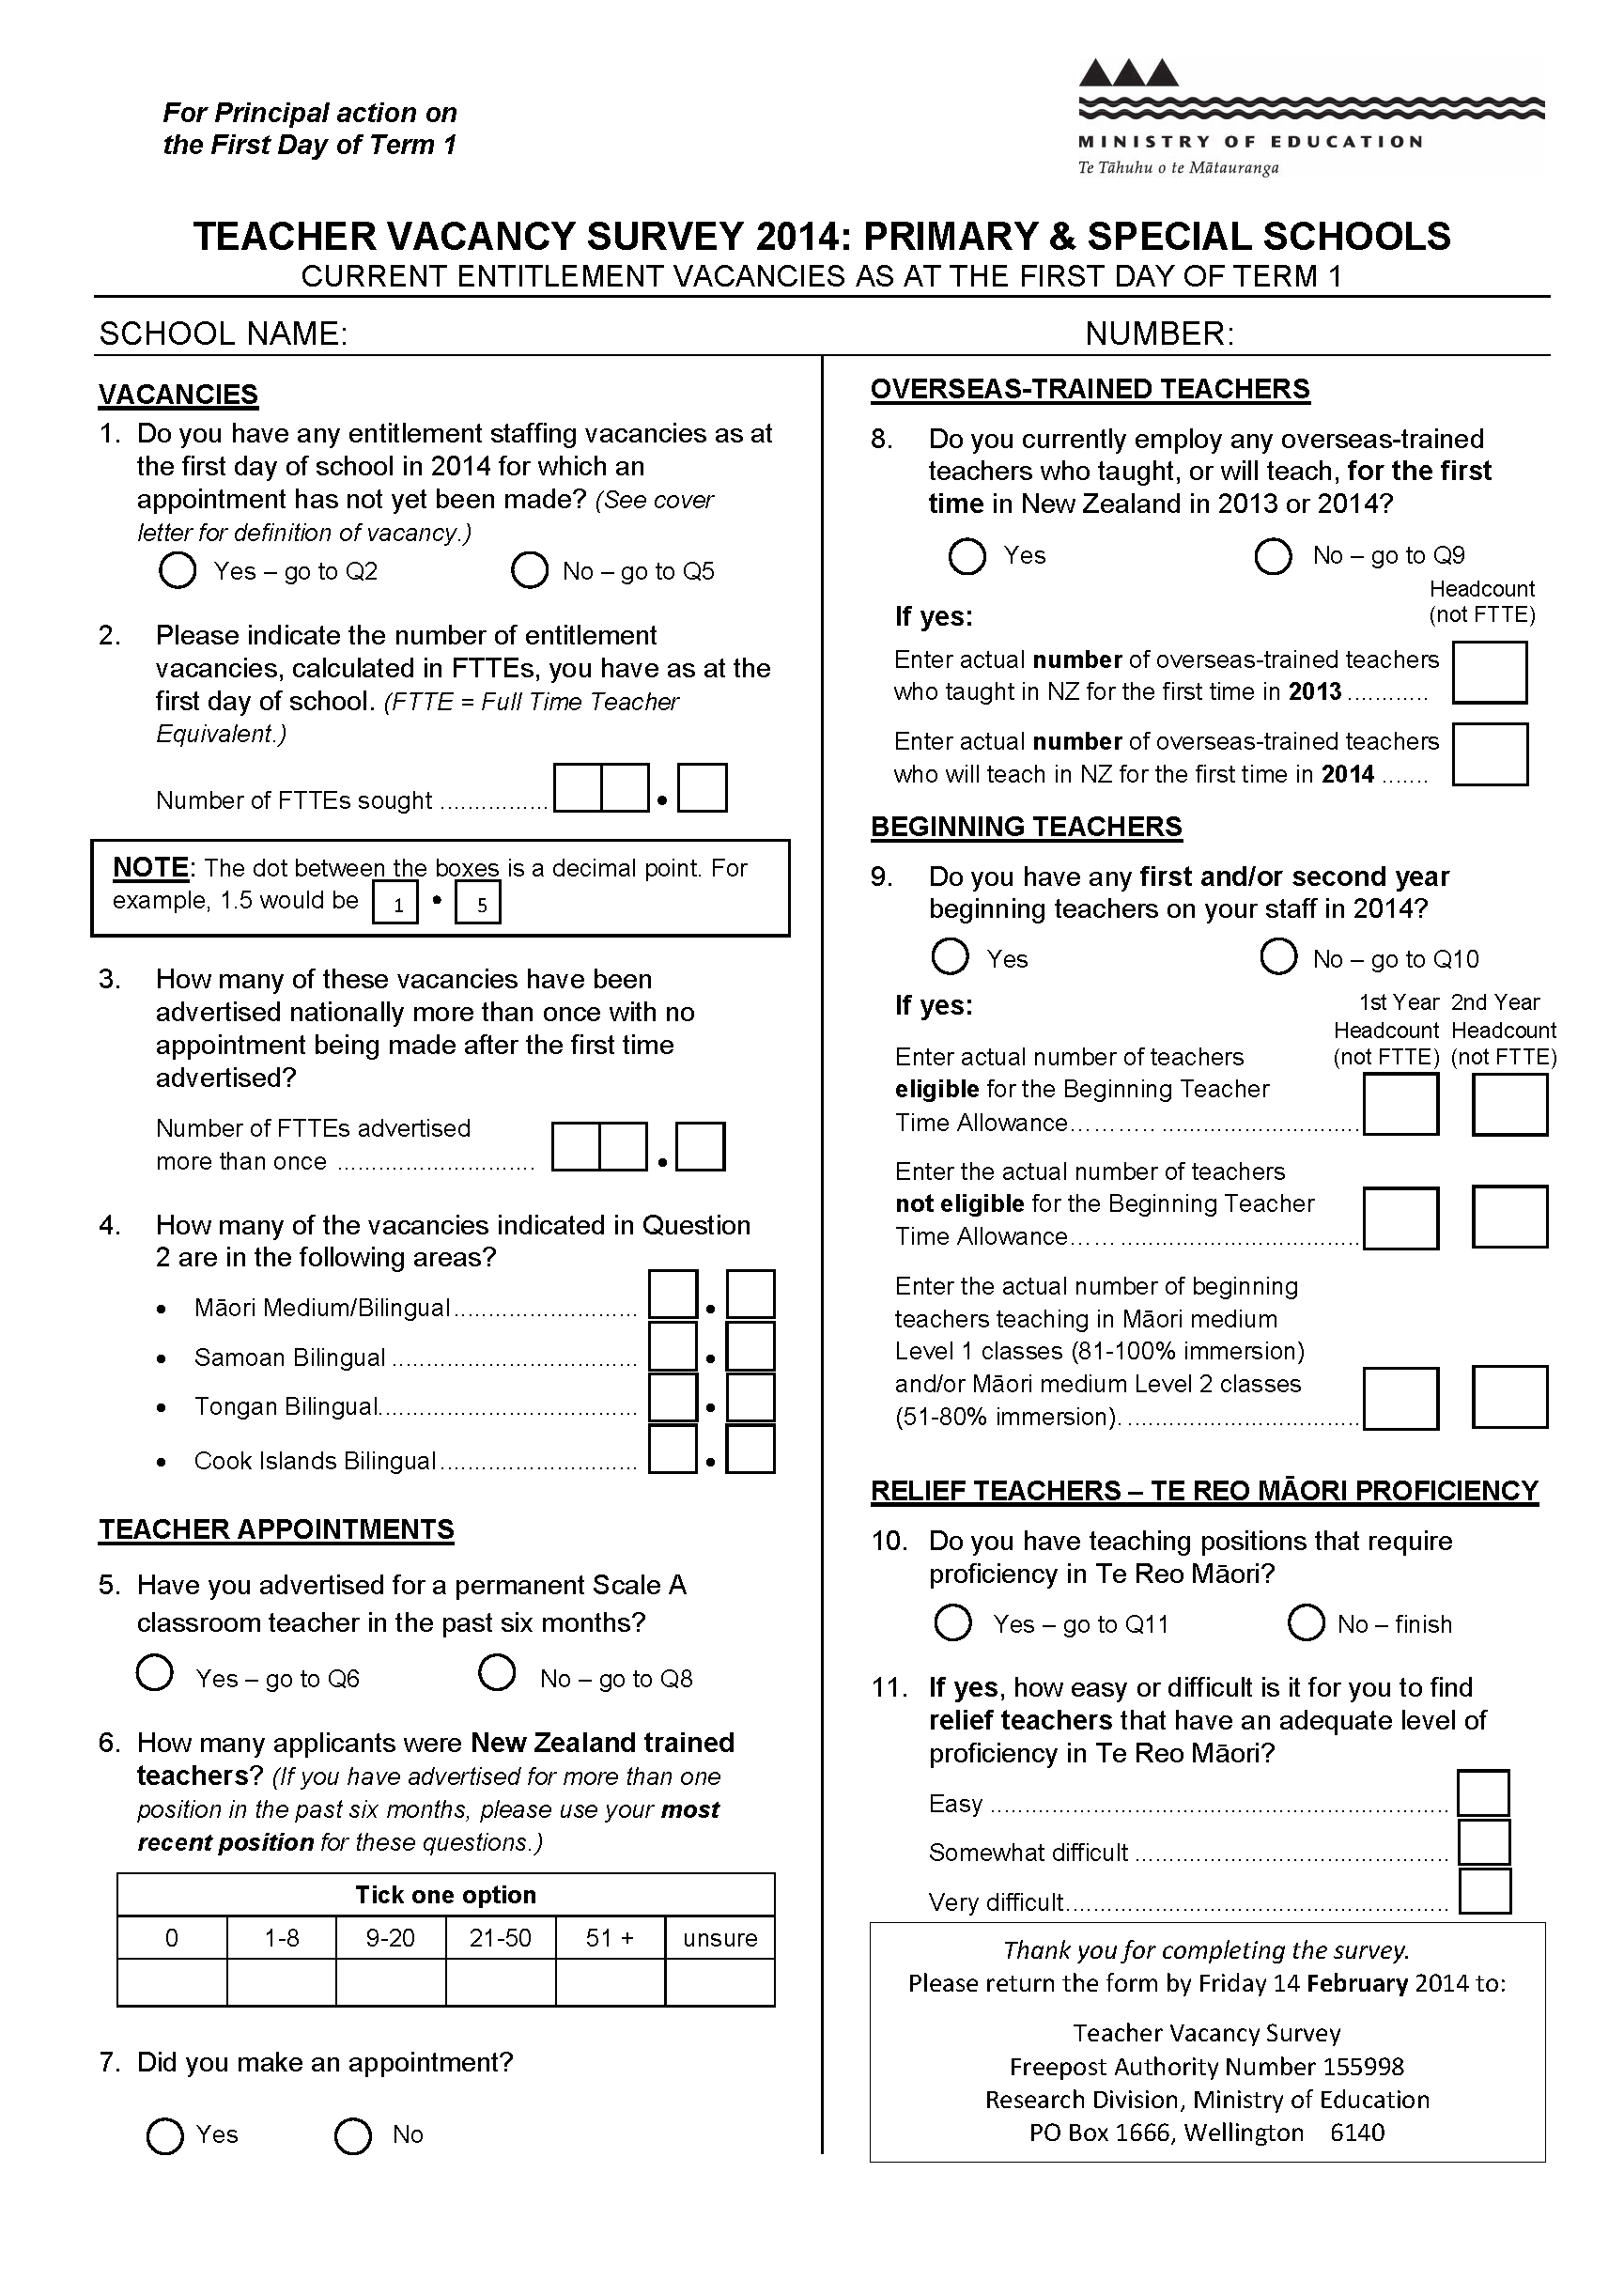 For Principal action on
the First Day of Term 1
MINISTRY OF EDUCATION
Te Tāhuhu o te Mātauranga
TEACHER VACANCY SURVEY 2014: PRIMARY & SPECIAL SCHOOLS
CURRENT ENTITLEMENT VACANCIES AS AT THE FIRST DAY OF TERM 1
SCHOOL NAME: NUMBER:
VACANCIES
1. Do you have any entitlement staffing vacancies as at
the first day of school in 2014 for which an
appointment has not yet been made? (See cover
letter for definition of vacancy.)
Yes – go to Q2 No – go to Q5
2. Please indicate the number of entitlement
vacancies, calculated in FTTEs, you have as at the
first day of school. (FTTE = Full Time Teacher
Equivalent.)
Number of FTTEs sought ................ •
NOTE: The dot between the boxes is a decimal point. For
example, 1.5 would be 1 • 5
3. How many of these vacancies have been
advertised nationally more than once with no
appointment being made after the first time
advertised?
Number of FTTEs advertised
more than once ............................. •
4. How many of the vacancies indicated in Question
2 are in the following areas?
• Māori Medium/Bilingual........................... •
• Samoan Bilingual .................................... •
• Tongan Bilingual...................................... •
• Cook Islands Bilingual............................. •
TEACHER APPOINTMENTS
5. Have you advertised for a permanent Scale A
classroom teacher in the past six months?
Yes – go to Q6 No – go to Q8
6. How many applicants were New Zealand trained
teachers? (If you have advertised for more than one
position in the past six months, please use your most
recent position for these questions.)
Tick one option
0 1-8 9-20 21-50 51 + unsure
7. Did you make an appointment?
Yes No
OVERSEAS-TRAINED TEACHERS
8. Do you currently employ any overseas-trained
teachers who taught, or will teach, for the first
time in New Zealand in 2013 or 2014?
Yes No – go to Q9
Headcount
If yes: (not FTTE)
Enter actual number of overseas-trained teachers
who taught in NZ for the first time in 2013 ............
Enter actual number of overseas-trained teachers
who will teach in NZ for the first time in 2014 .......
BEGINNING TEACHERS
9. Do you have any first and/or second year
beginning teachers on your staff in 2014?
Yes No – go to Q10
If yes: 1st Year 2nd Year
Headcount Headcount
Enter actual number of teachers (not FTTE) (not FTTE)
eligible for the Beginning Teacher
Time Allowance............ .............................
Enter the actual number of teachers
not eligible for the Beginning Teacher
Time Allowance...... ...................................
Enter the actual number of beginning
teachers teaching in Māori medium
Level 1 classes (81-100% immersion)
and/or Māori medium Level 2 classes
(51-80% immersion). ..................................
RELIEF TEACHERS – TE REO MĀORI PROFICIENCY
10. Do you have teaching positions that require
proficiency in Te Reo Māori?
Yes – go to Q11 No – finish
11. If yes, how easy or difficult is it for you to find
relief teachers that have an adequate level of
proficiency in Te Reo Māori?
Easy ...................................................................
Somewhat difficult ..............................................
Very difficult........................................................
Thank you for completing the survey.
Please return the form by Friday 14 February 2014 to:
Teacher Vacancy Survey
Freepost Authority Number 155998
Research Division, Ministry of Education
PO Box 1666, Wellington 6140